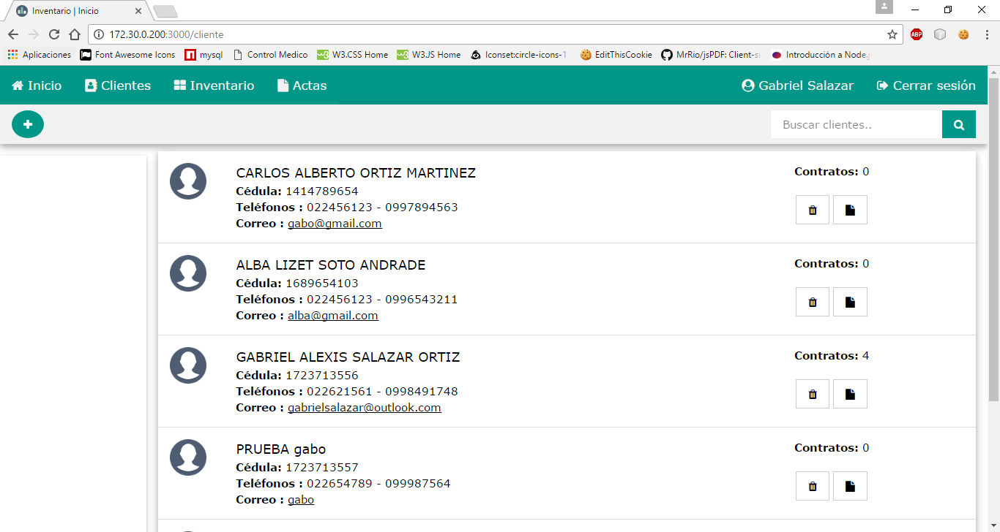 Inventario | Inicio
172.30.0.200:3000/cliente
ABP
Aplicaciones Font Awesome Icons mysql Control Medico W3.CSS Home W3.JS Home Iconsetcircle-icons-1 EditThisCookie MrRio/jsPDF: Client-si Introducción a Node.j
Inicio Clientes Inventario Actas Gabriel Salazar Cerrar sesión
Buscar clientes..
CARLOS ALBERTO ORTIZ MARTINEZ
Contratos: 0
Cédula: 1414789654
Teléfonos : 022456123 - 0997894563
Correo : gabo@gmail.com
ALBA LIZET SOTO ANDRADE
Contratos: 0
Cédula: 1689654103
Teléfonos : 022456123 - 0996543211
Correo : alba@gmail.com
GABRIEL ALEXIS SALAZAR ORTIZ
Contratos: 4
Cédula: 1723713556
Teléfonos : 022621561 - 0998491748
Correo : gabrielsalazar@outlook.com
PRUEBA gabo
Contratos: 0
Cédula: 1723713557
Teléfonos : 022654789 - 099987564
Correo : gabo